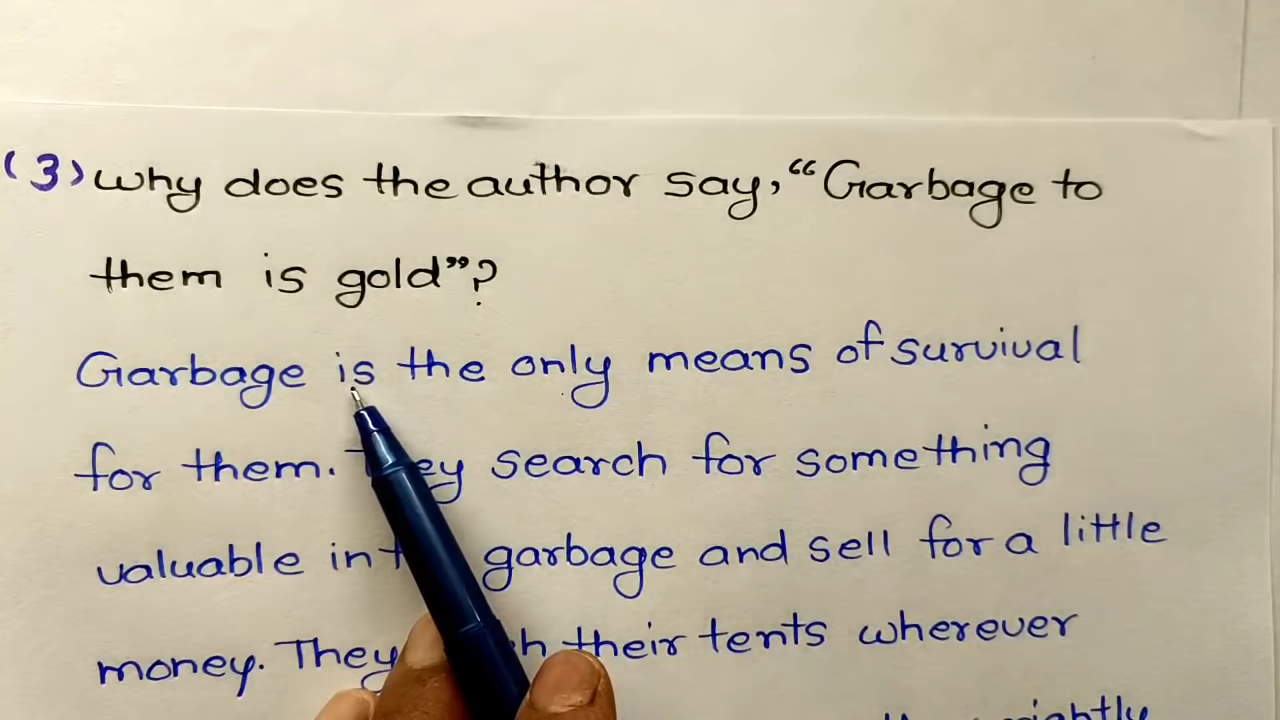 (3) why does the author say, “Garbage to
them is gold”?
Garbage is the only means of survival
for them. They search for something
valuable in garbage and sell for a little
money. They their tents wherever